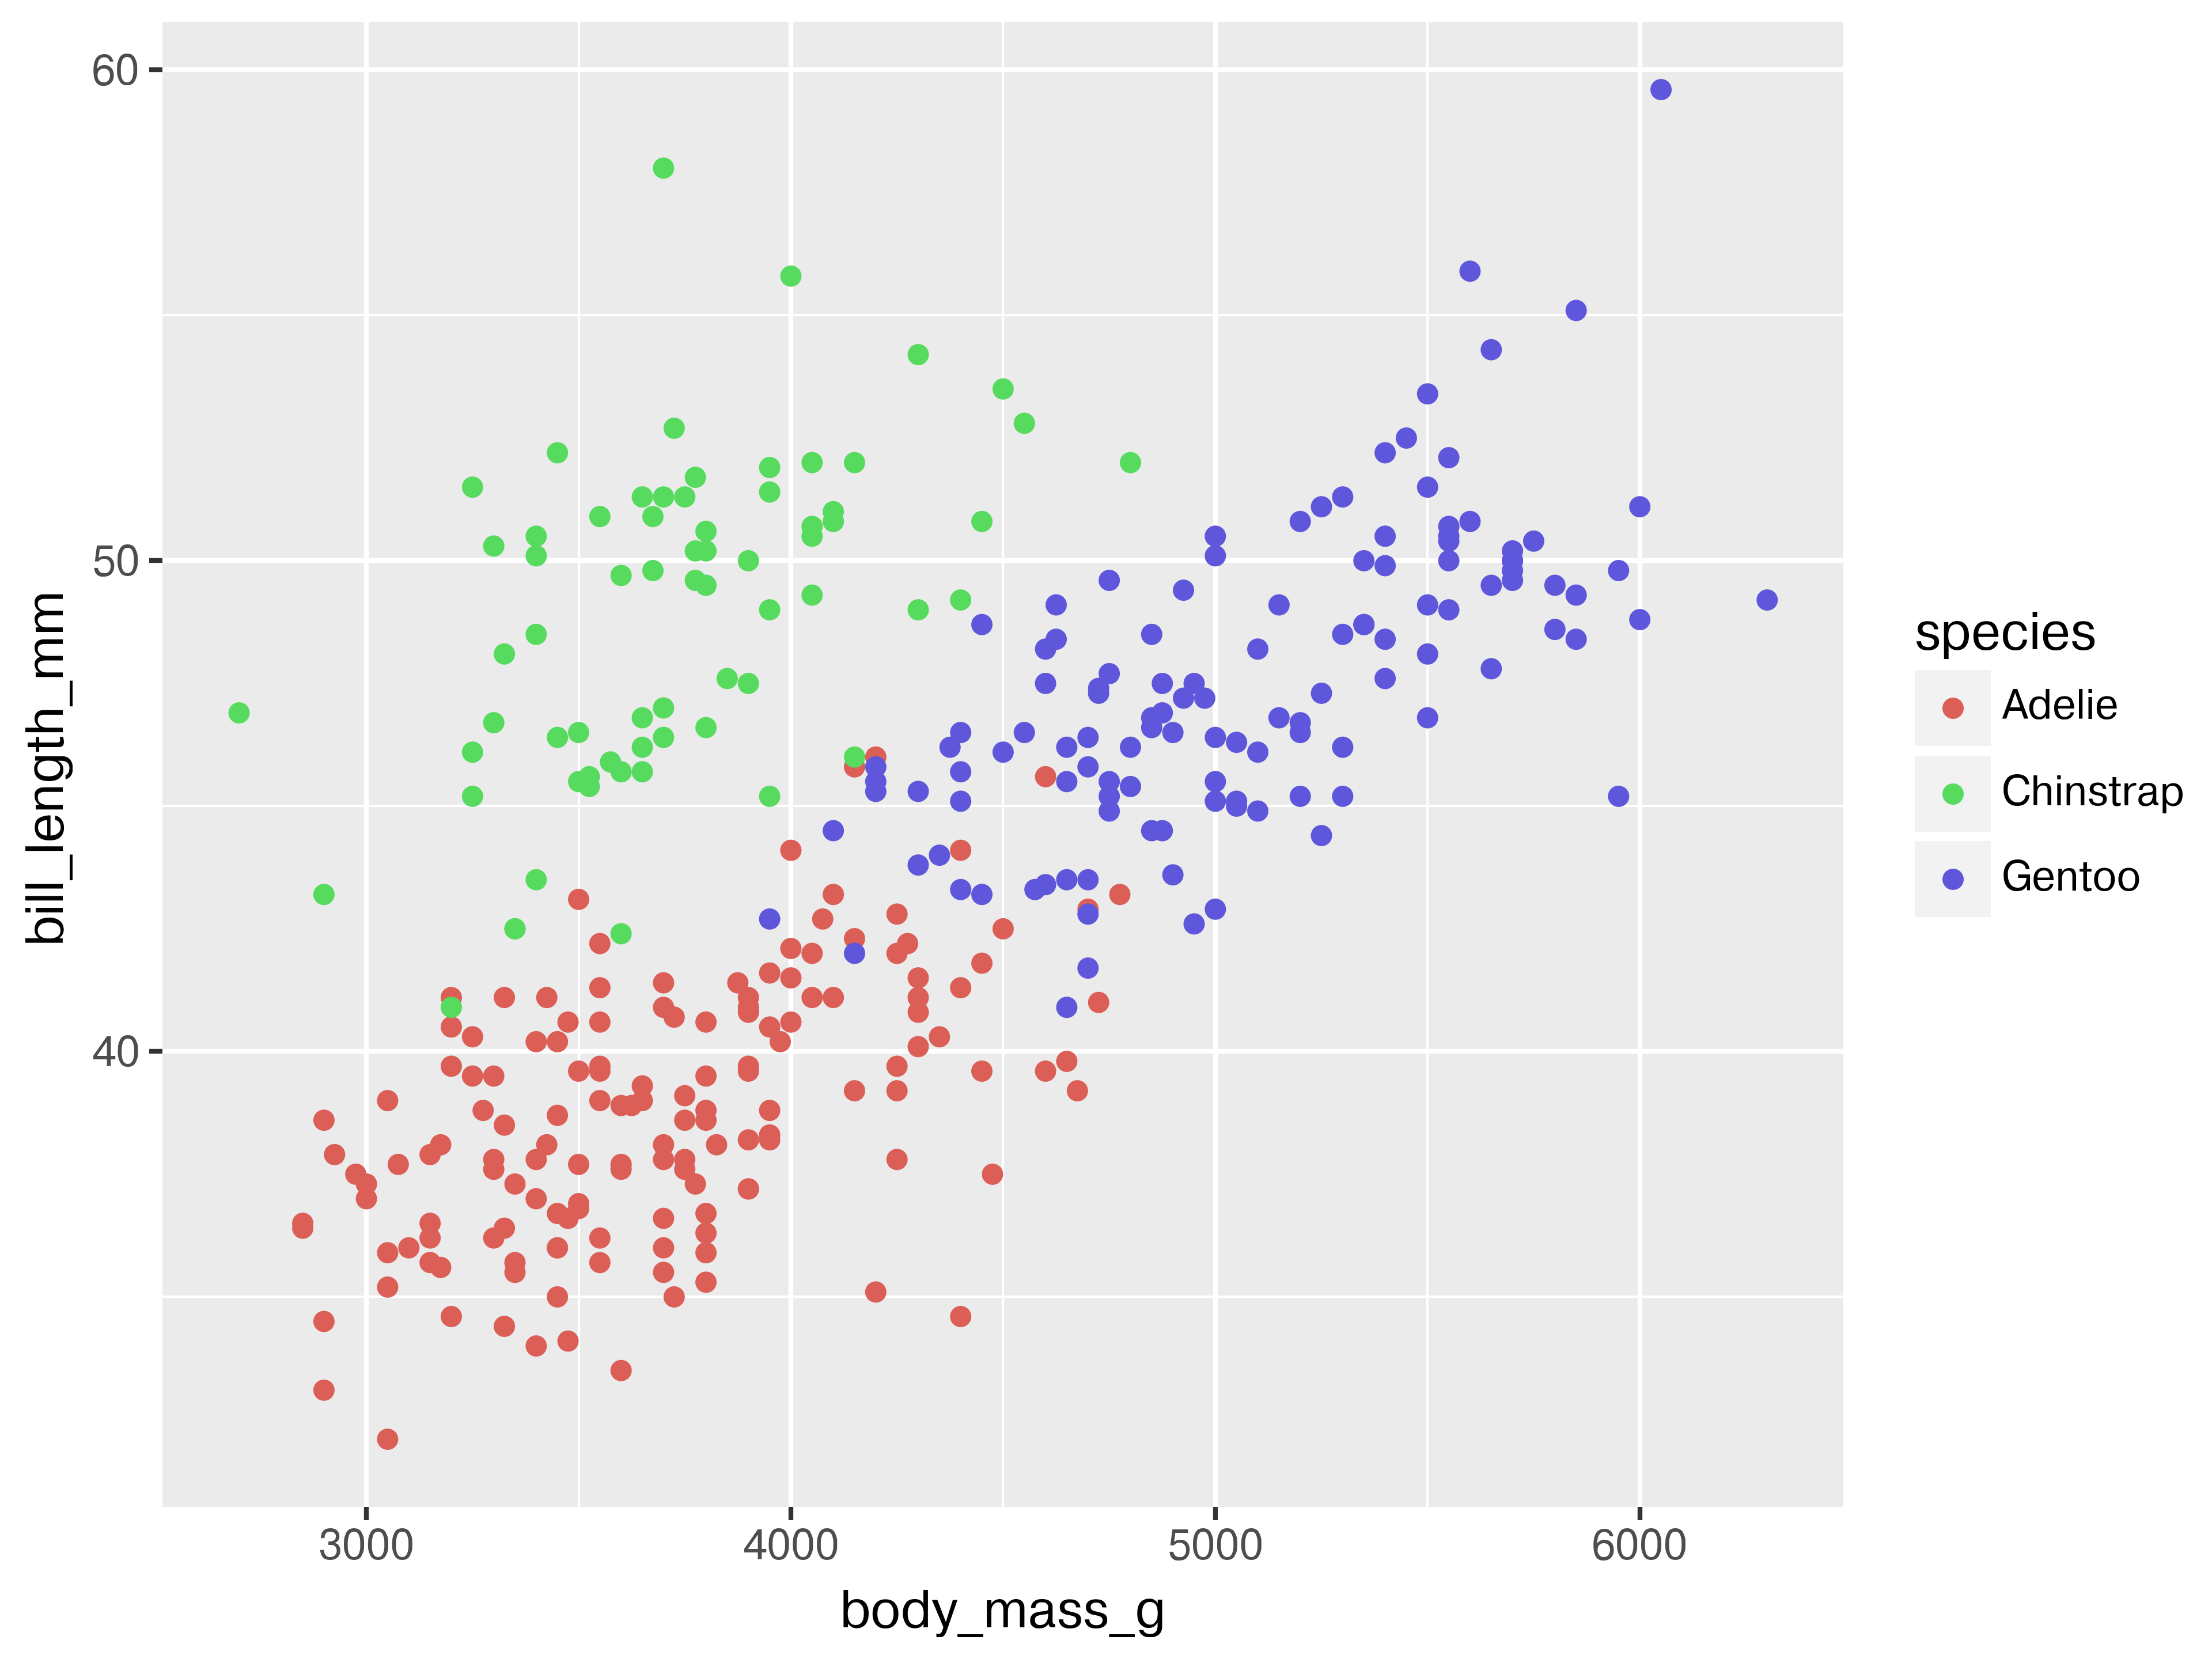 60
50
40
bill_length_mm
3000 4000 5000 6000
body_mass_g
species
Adelie
Chinstrap
Gentoo